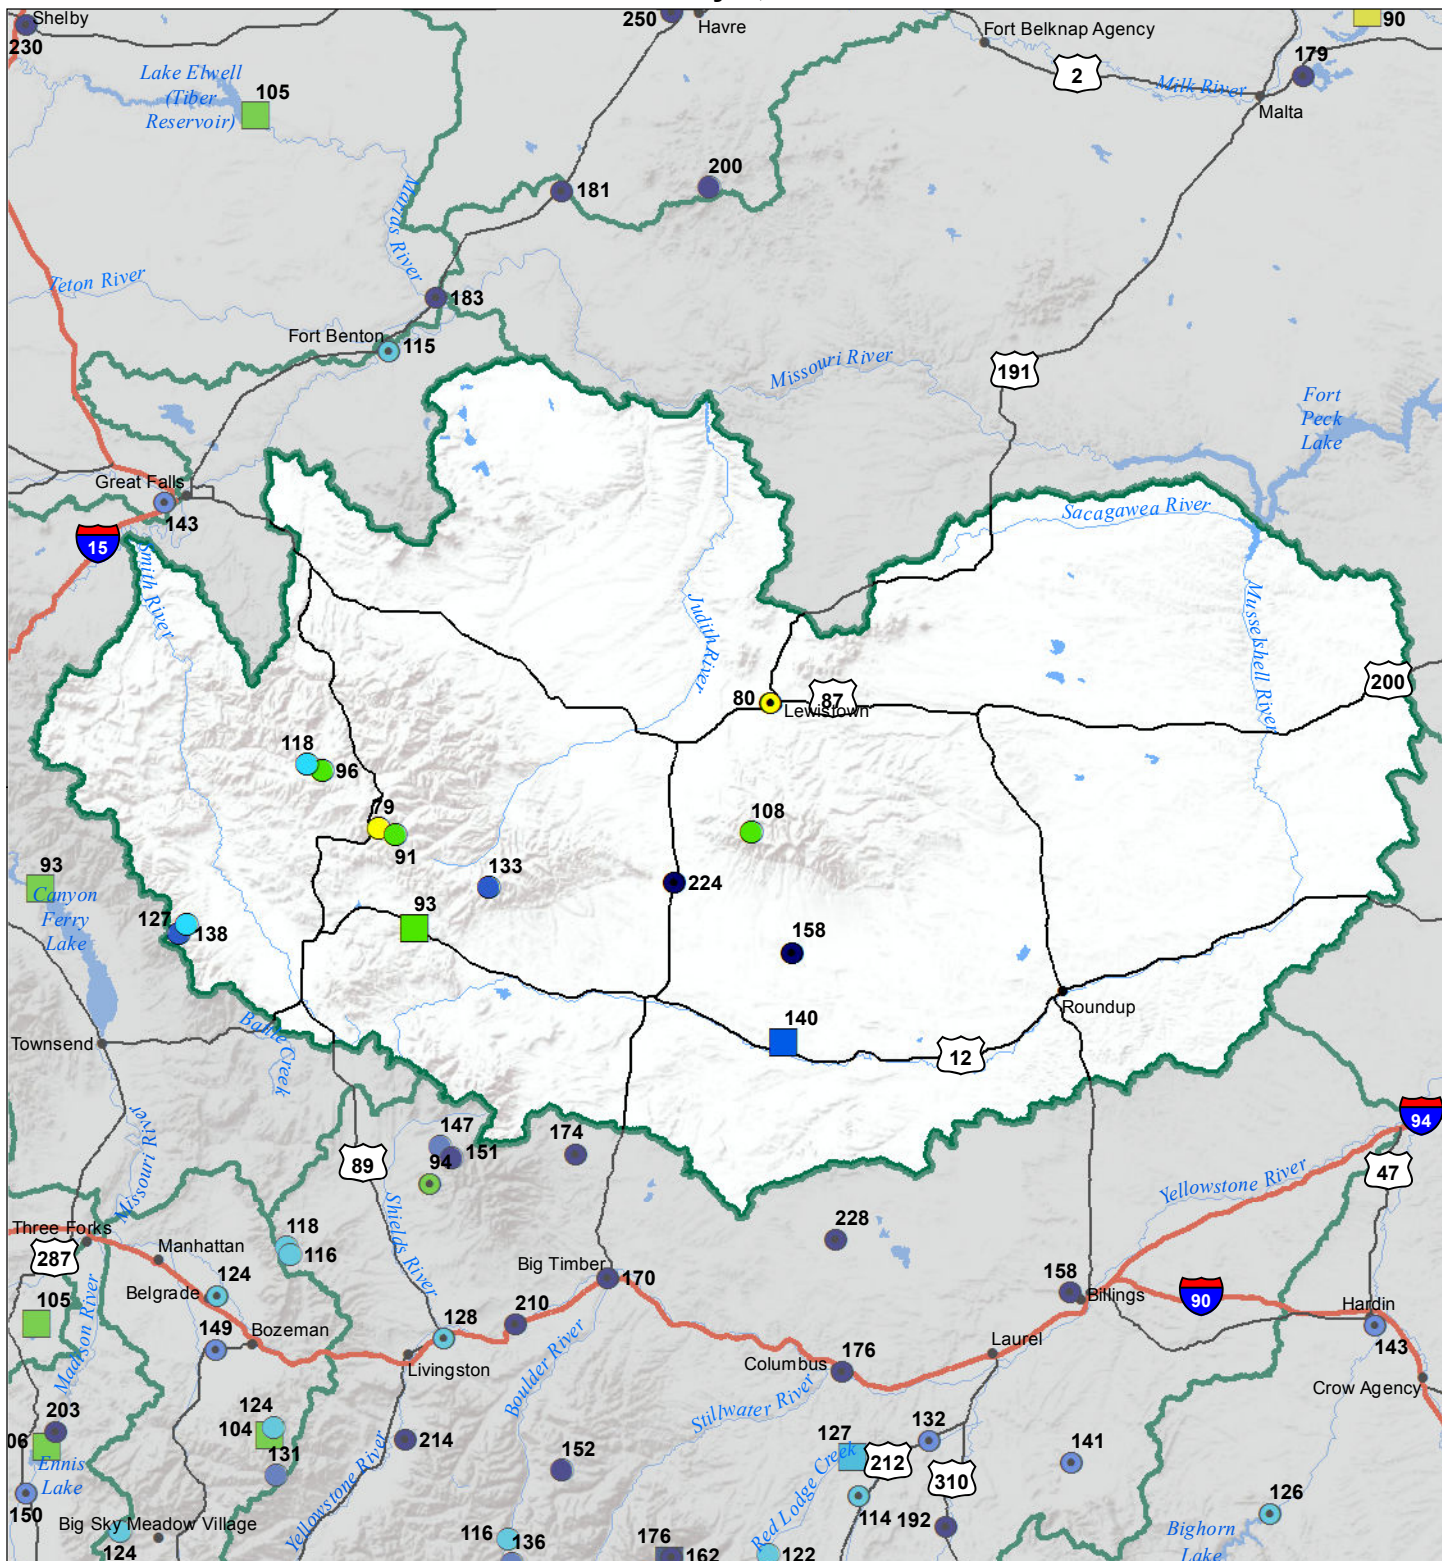 Shelby
230
250
Havre
Fort Belknap Agency
90
2
179
Milk River
Malta
Lake Elwell
(Tiber
Reservoir)
105
181
200
Marias River
Teton River
183
Fort Benton
115
Missouri River
191
Fort
Peck
Lake
Great Falls
143
15
Smith River
Sacagawea River
Judith River
Musselshell River
200
80
87
Lewistown
118
96
79
91
108
133
224
93
Canyon
Ferry
Lake
93
127
138
158
Roundup
140
12
Townsend
Battle Creek
Missouri River
94
147
151
174
94
89
47
Yellowstone River
Shields River
Three Forks
287
Manhattan
118
116
228
Big Timber
170
158
Billings
90
Hardin
143
Belgrade
124
105
Madison River
149
Bozeman
128
210
Livingston
Boulder River
Columbus
176
Laurel
Crow Agency
Stillwater River
203
06
Ennis
Lake
124
104
131
214
152
127
132
212
141
310
Red Lodge Creek
114
192
126
150
Big Sky Meadow Village
124
Yellowstone River
116
136
176
162
122
Bighorn
Lake